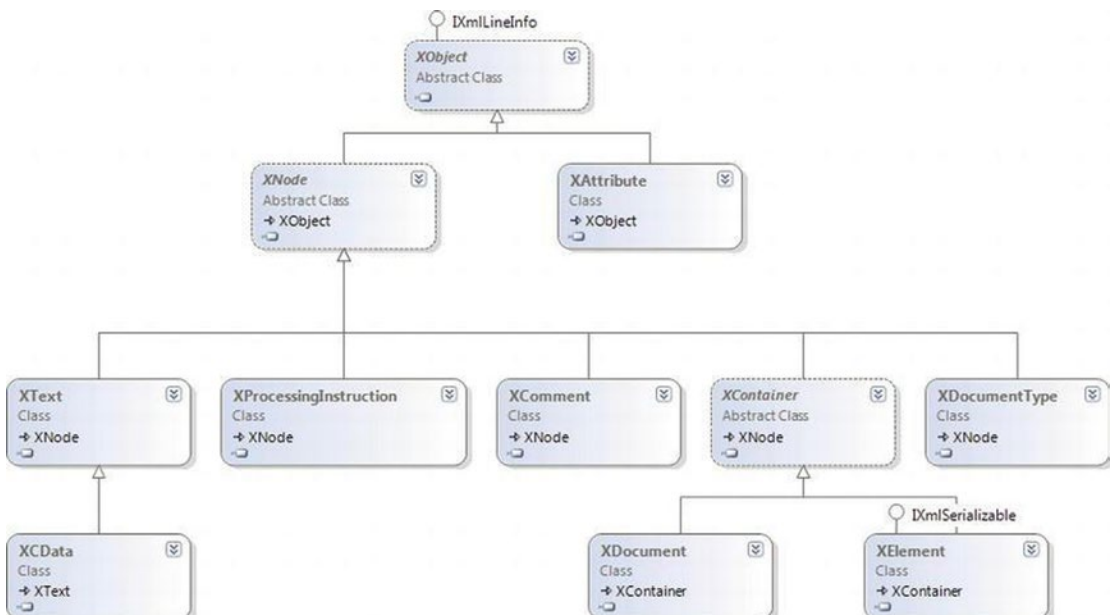 IXmlLineInfo
XObject
Abstract Class
XNode
Abstract Class
XObject
XAttribute
Class
XObject
XText
Class
XNode
XProcessingInstruction
Class
XNode
XComment
Class
XNode
XContainer
Abstract Class
XNode
XDocumentType
Class
XNode
XCData
Class
XText
XDocument
Class
XContainer
IXmlSerializable
XElement
Class
XContainer